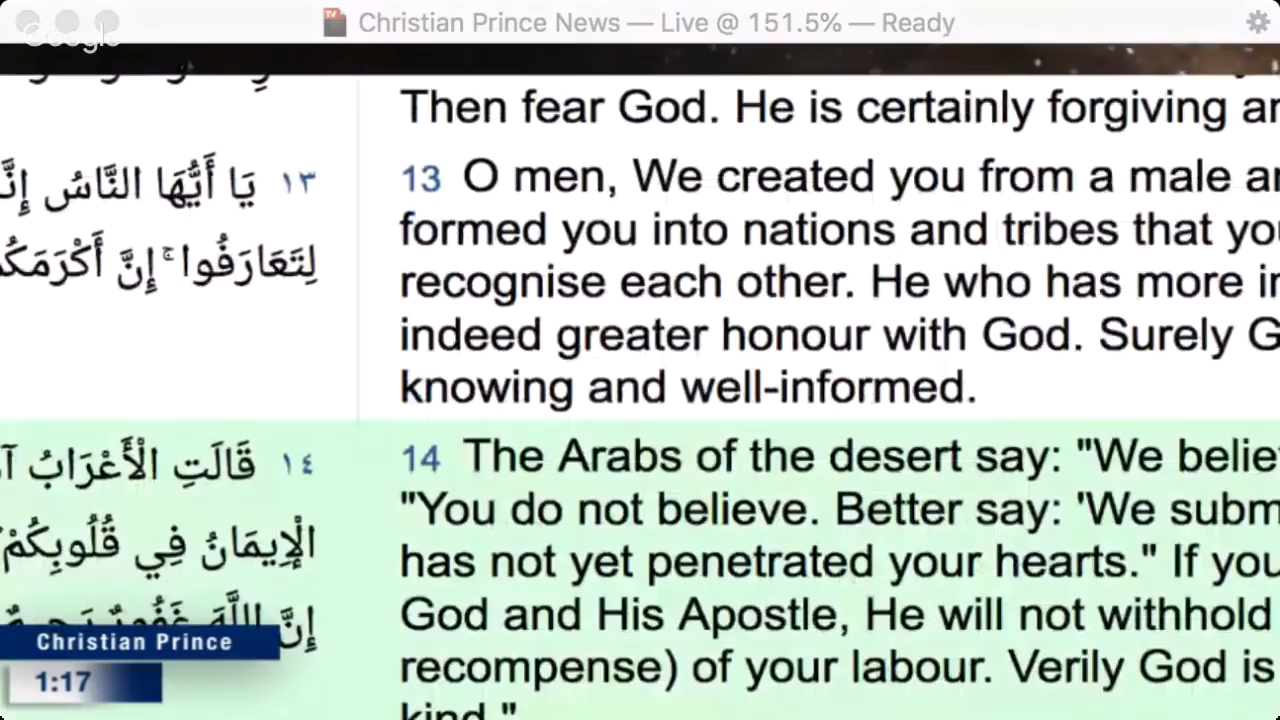 Christian Prince News — Live @ 151.5% — Ready
Google
Then fear God. He is certainly forgiving
13 O men, We created you from a male
formed you into nations and tribes that
recognise each other. He who has more
indeed greater honour with God. Surely
knowing and well-informed.
١٣ يَا أَيُّهَا النَّاسُ
لِتَعَارَفُوا ۚ إِنَّ
14 The Arabs of the desert say: "We
"You do not believe. Better say: 'We
has not yet penetrated your hearts." If
God and His Apostle, He will not withhold
recompense) of your labour. Verily God is
kind."
١٤ قَالَتِ الْأَعْرَابُ
الْإِيمَانُ فِي قُلُوبِكُمْ
إِنَّ اللَّهَ غَفُورٌ رَحِيمٌ
Christian Prince
1:17